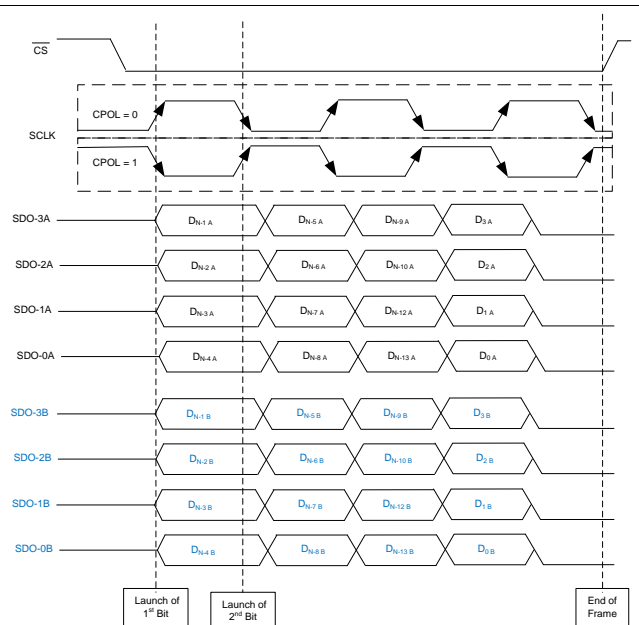 CS
CPOL = 0
SCLK
CPOL = 1
SDO-3A DN-1 A DN-5 A DN-9 A D3 A
SDO-2A DN-2 A DN-6 A DN-10 A D2 A
SDO-1A DN-3 A DN-7 A DN-12 A D1 A
SDO-0A DN-4 A DN-8 A DN-13 A D0 A
SDO-3B DN-1 B DN-5 B DN-9 B D3 B
SDO-2B DN-2 B DN-6 B DN-10 B D2 B
SDO-1B DN-3 B DN-7 B DN-12 B D1 B
SDO-0B DN-4 B DN-8 B DN-13 B D0 B
Launch of
1st Bit
Launch of
2nd Bit
End of
Frame